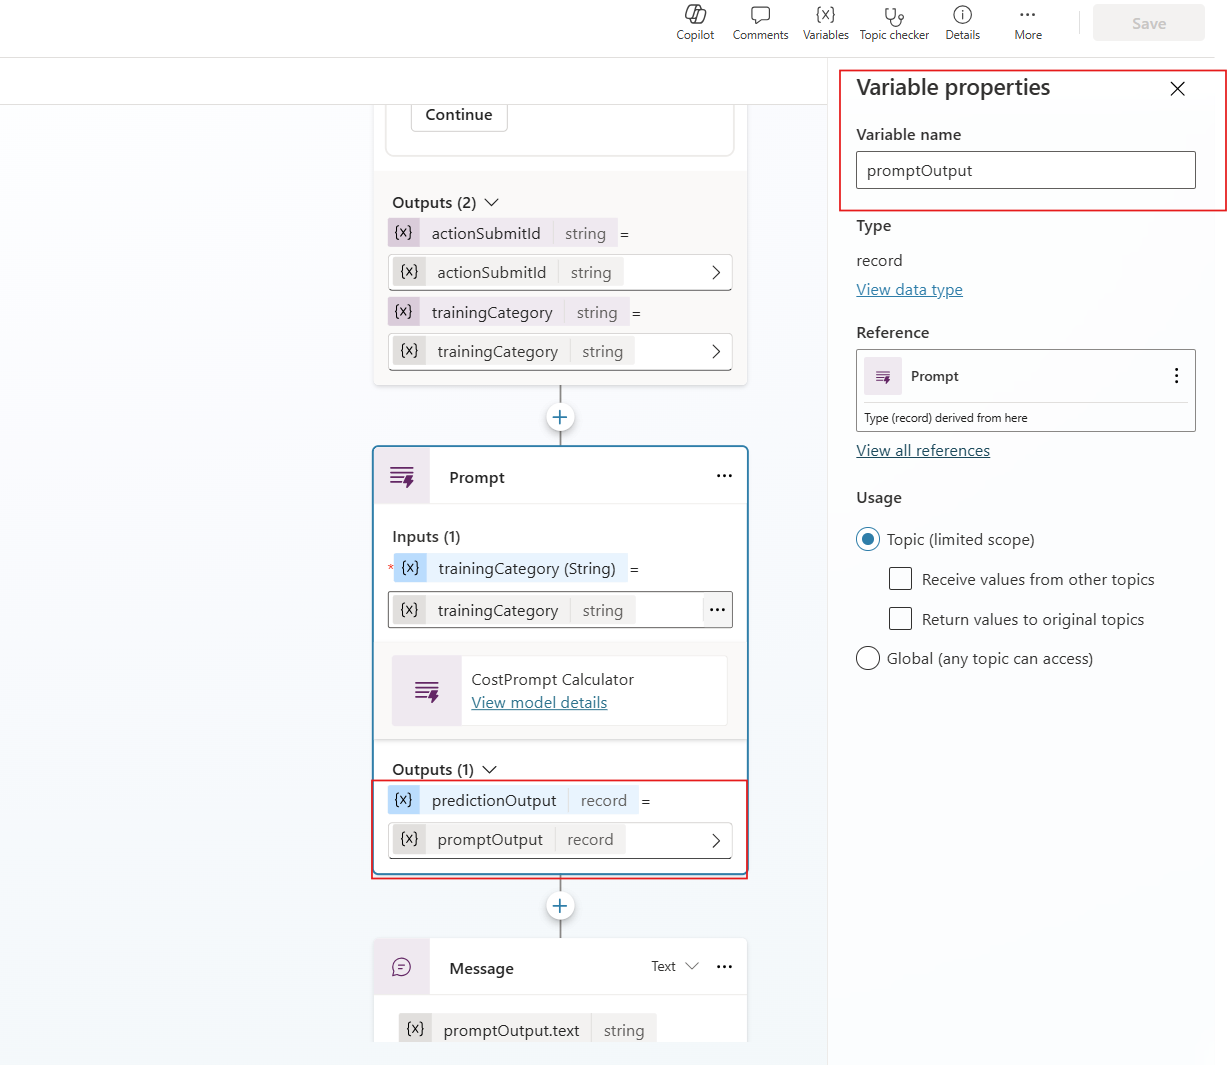 Copilot
Comments
{x}
Variables
Topic checker
Details
More
Save
Continue
Outputs (2)
{x} actionSubmitId string =
{x} actionSubmitId string
{x} trainingCategory string =
{x} trainingCategory string
Prompt
Inputs (1)
* {x} trainingCategory (String) =
{x} trainingCategory string
CostPrompt Calculator
View model details
Outputs (1)
{x} predictionOutput record =
{x} promptOutput record
Message
Text
{x} promptOutput.text string
Variable properties
Variable name
promptOutput
Type
record
View data type
Reference
Prompt
Type (record) derived from here
View all references
Usage
Topic (limited scope)
Receive values from other topics
Return values to original topics
Global (any topic can access)